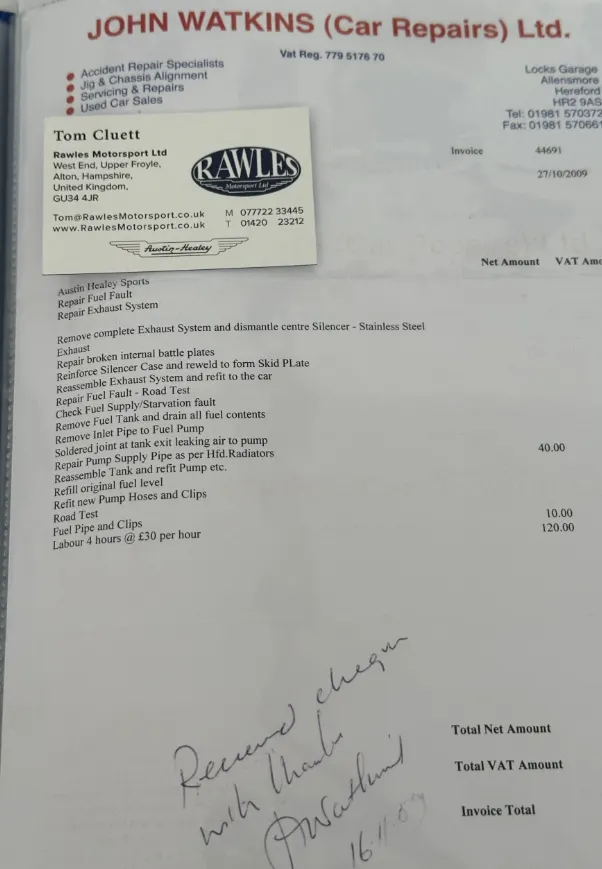 JOHN WATKINS (Car Repairs) Ltd.
Vat Reg. 779 5176 70
Accident Repair Specialists
Jig & Chassis Alignment
Servicing & Repairs
Used Car Sales
Locks Garage
Allensmore
Hereford
HR2 9AS
Tel: 01981 570372
Fax: 01981 570661
Invoice 44691
27/10/2009
Tom Cluett
Rawles Motorsport Ltd
West End, Upper Froyle,
Alton, Hampshire,
United Kingdom,
GU34 4JR
RAWLES
Motorsport Ltd
Tom@RawlesMotorsport.co.uk M 077722 33445
www.RawlesMotorsport.co.uk T 01420 23212
Austin-Healey
Net Amount VAT Amo
Austin Healey Sports
Repair Fuel Fault
Repair Exhaust System
Remove complete Exhaust System and dismantle centre Silencer - Stainless Steel
Exhaust
Repair broken internal battle plates
Reinforce Silencer Case and reweld to form Skid PLate
Reassemble Exhaust System and refit to the car
Repair Fuel Fault - Road Test
Check Fuel Supply/Starvation fault
Remove Fuel Tank and drain all fuel contents
Remove Inlet Pipe to Fuel Pump
Soldered joint at tank exit leaking air to pump
Repair Pump Supply Pipe as per Hfd.Radiators 40.00
Reassemble Tank and refit Pump etc.
Refill original fuel level
Refit new Pump Hoses and Clips
Road Test
Fuel Pipe and Clips 10.00
Labour 4 hours @ £30 per hour 120.00
Received cheque
with thanks
Watkins
16.11.09
Total Net Amount
Total VAT Amount
Invoice Total